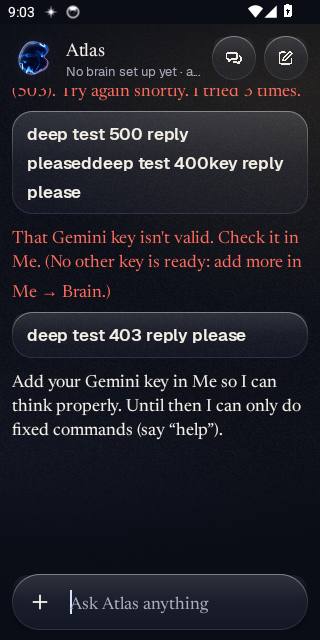 9:03
Atlas
No brain set up yet · a...
(503). Try again shortly. I tried 3 times.
deep test 500 reply
pleaseddeep test 400key reply
please
That Gemini key isn't valid. Check it in
Me. (No other key is ready: add more in
Me → Brain.)
deep test 403 reply please
Add your Gemini key in Me so I can
think properly. Until then I can only do
fixed commands (say “help”).
Ask Atlas anything